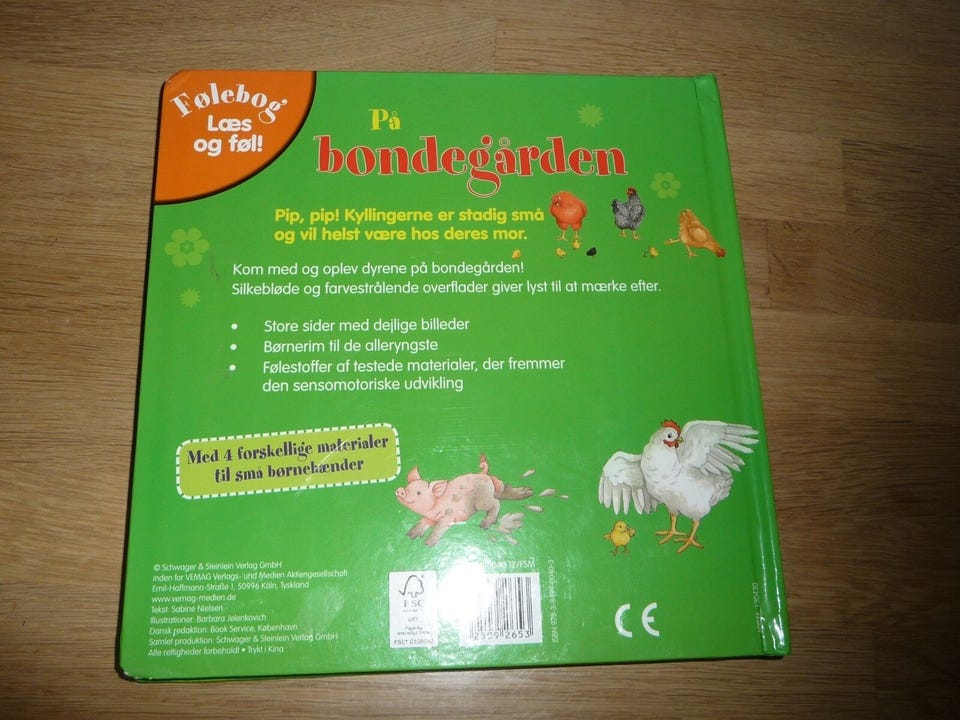 Følebog
Læs
og føl!
På
bondegården
Pip, pip! Kyllingerne er stadig små
og vil helst være hos deres mor.
Kom med og oplev dyrene på bondegården!
Silkebløde og farvestrålende overflader giver lyst til at mærke efter.
• Store sider med dejlige billeder
• Børnerim til de alleryngste
• Følestoffer af testede materialer, der fremmer
den sensomotoriske udvikling
Med 4 forskellige materialer
til små børnehænder
© Schwager & Steinlein Verlag GmbH
inden for VEMAG Verlags- und Medien Aktiengesellschaft
Emil-Hoffmann-Straße 1, 50996 Köln, Tyskland
www.vemag-medien.de
Tekst: Sabine Nielsen
Illustrationer: Barbara Jelenkovich
Dansk redaktion: Book Service, København
Samlet produktion: Schwager & Steinlein Verlag GmbH
Alle rettigheder forbeholdt • Trykt i Kina
FSC
CE